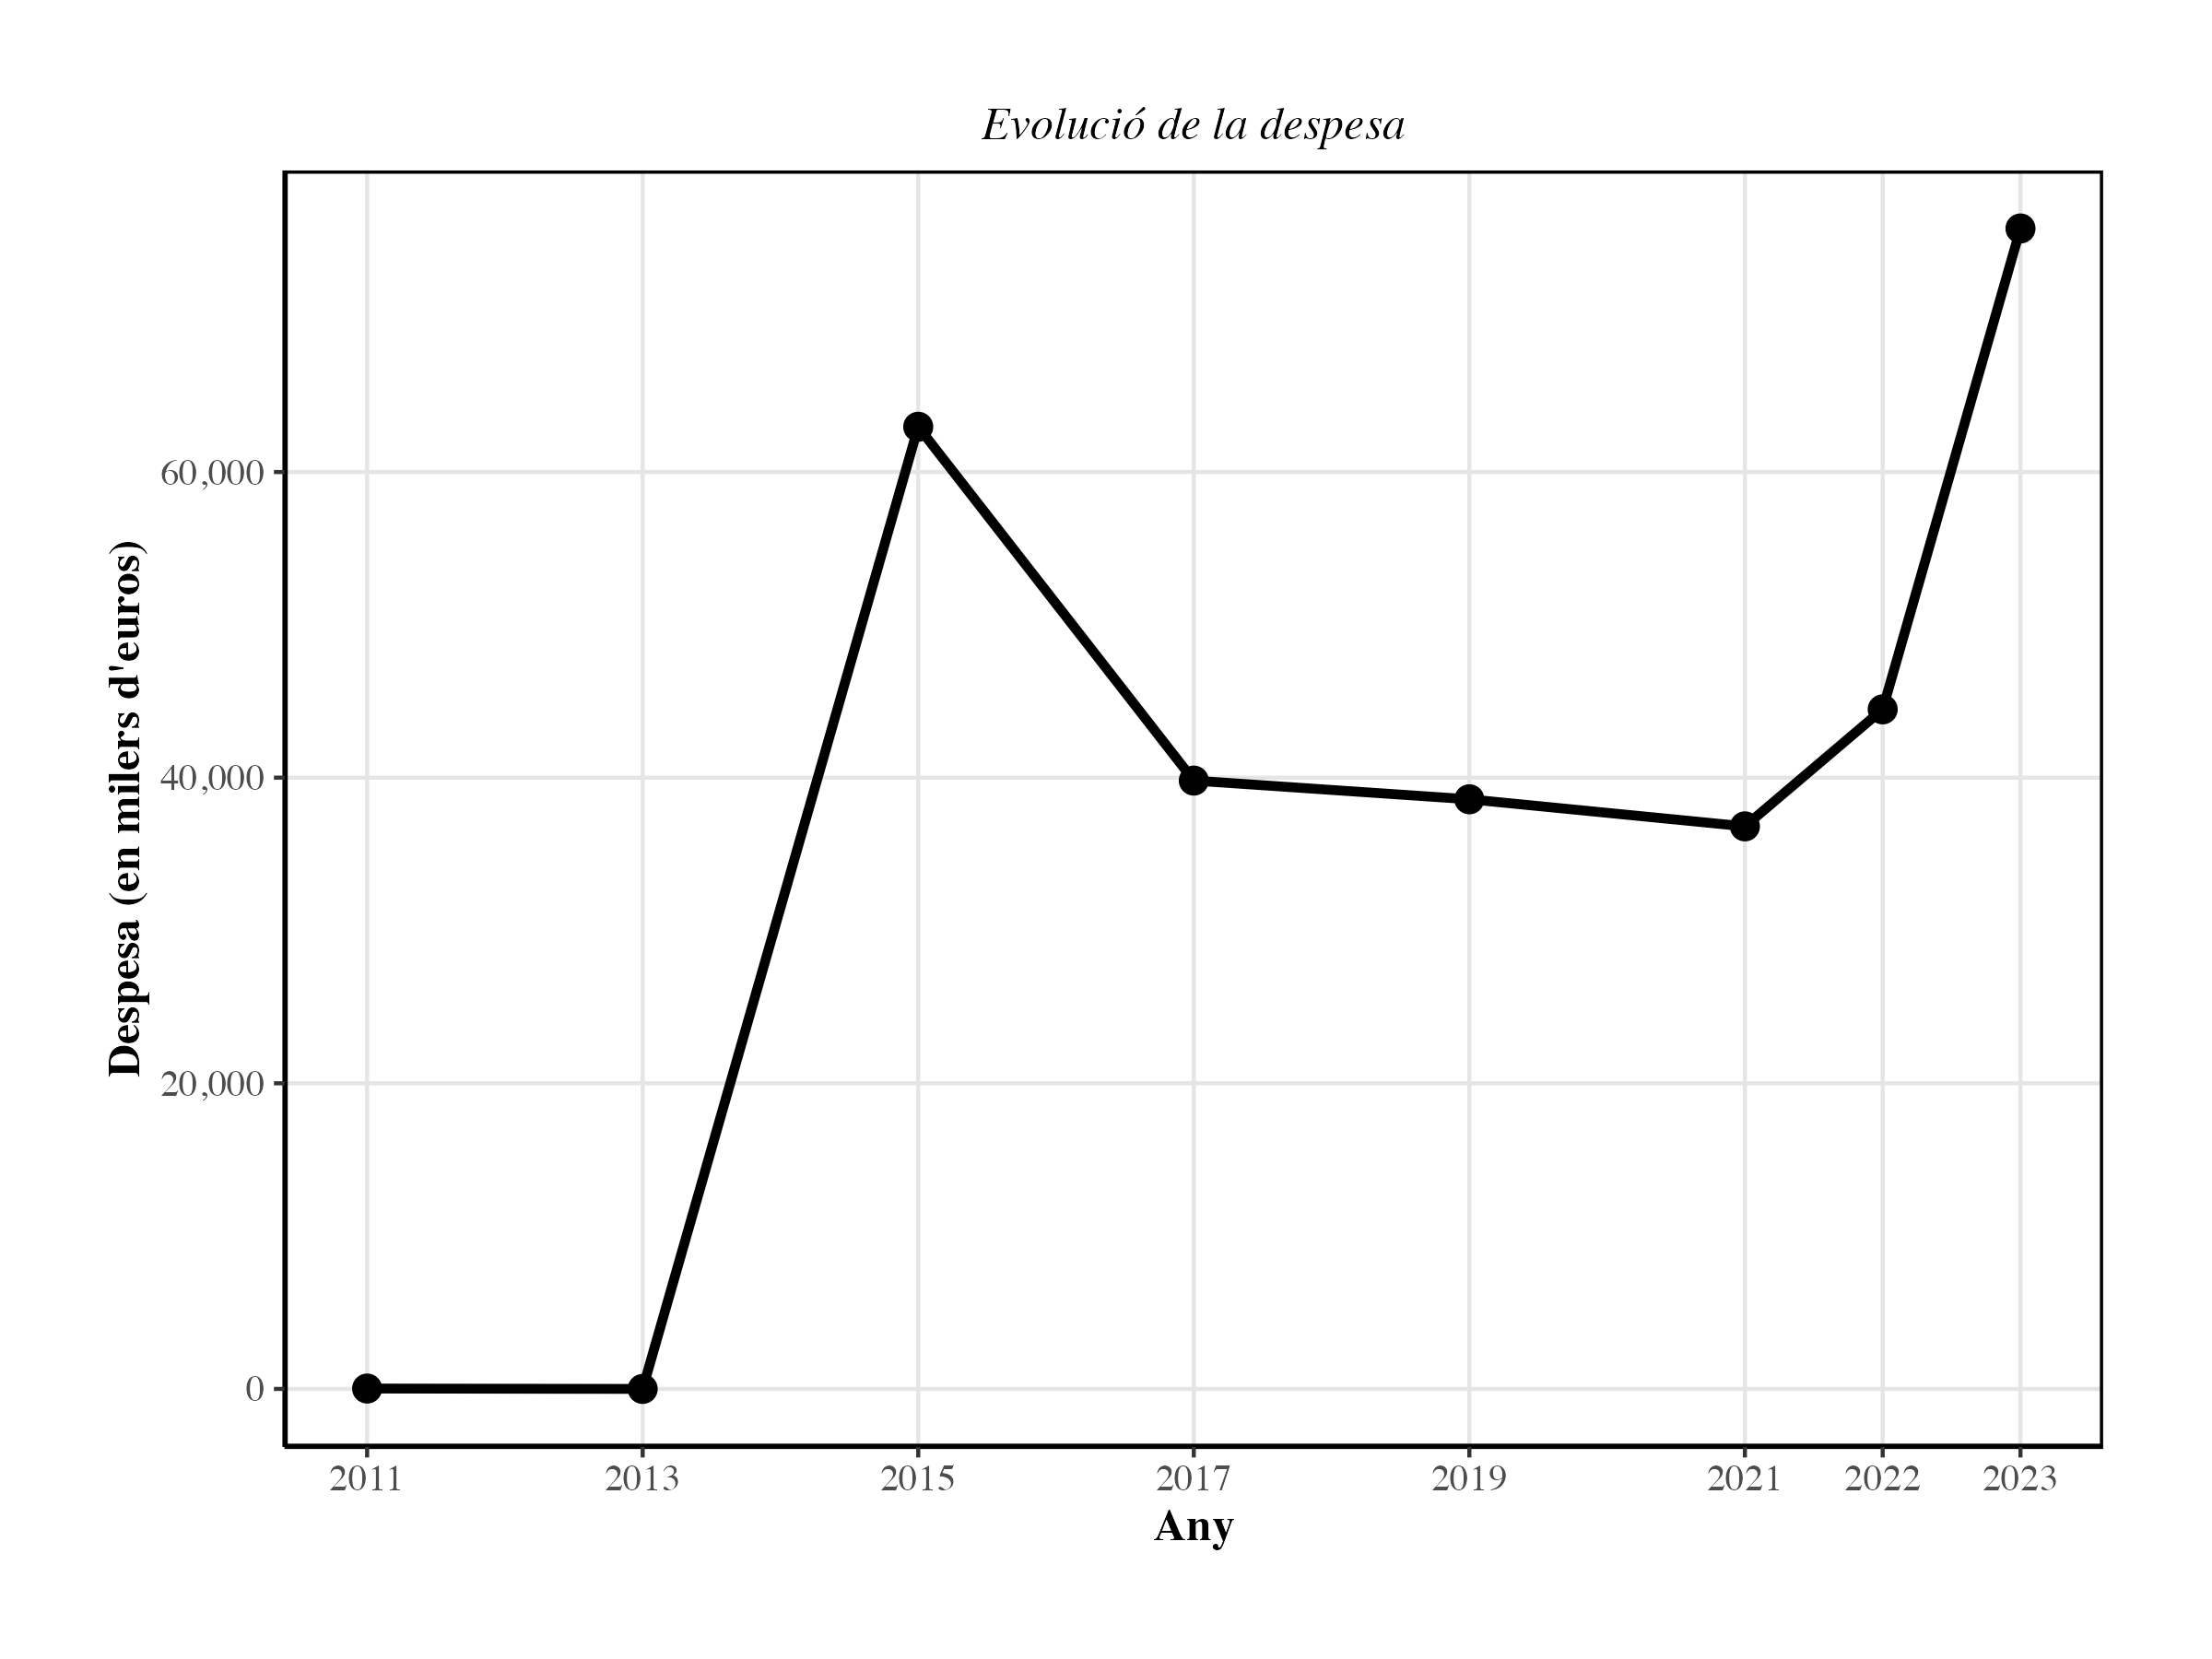 Evolució de la despesa
Despesa (en milers d'euros)
60,000
40,000
20,000
0
2011 2013 2015 2017 2019 2021 2022 2023
Any